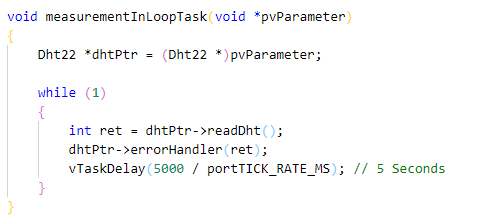 void measurementInLoopTask(void *pvParameter)
{
    Dht22 *dhtPtr = (Dht22 *)pvParameter;

    while (1)
    {
        int ret = dhtPtr->readDht();
        dhtPtr->errorHandler(ret);
        vTaskDelay(5000 / portTICK_RATE_MS); // 5 Seconds
    }
}